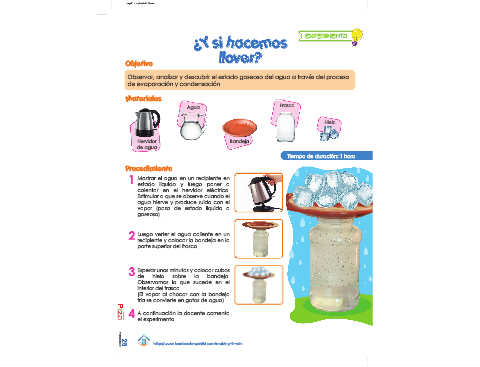 1 EXPERIMENTO
¿Y si hacemos
llover?
Objetivo
Observar, analizar y descubrir el estado gaseoso del agua a través del proceso
de evaporación y condensación
Materiales
Hervidor
de agua
Agua
Bandeja
Frasco
Hielo
Tiempo de duración: 1 hora
Procedimiento
1 Mostrar el agua en un recipiente en
estado líquido y luego poner a
calentar en el hervidor eléctrico.
Estimular a que se observe cuando el
agua hierve y produce ruido con el
vapor (pasa de estado líquido a
gaseoso)
2 Luego verter el agua caliente en un
recipiente y colocar la bandeja en la
parte superior del frasco
3 Esperar unos minutos y colocar cubos
de hielo sobre la bandeja.
Observamos lo que sucede en el
interior del frasco
(El vapor al chocar con la bandeja
fría se convierte en gotas de agua)
4 A continuación la docente comenta
el experimento
28